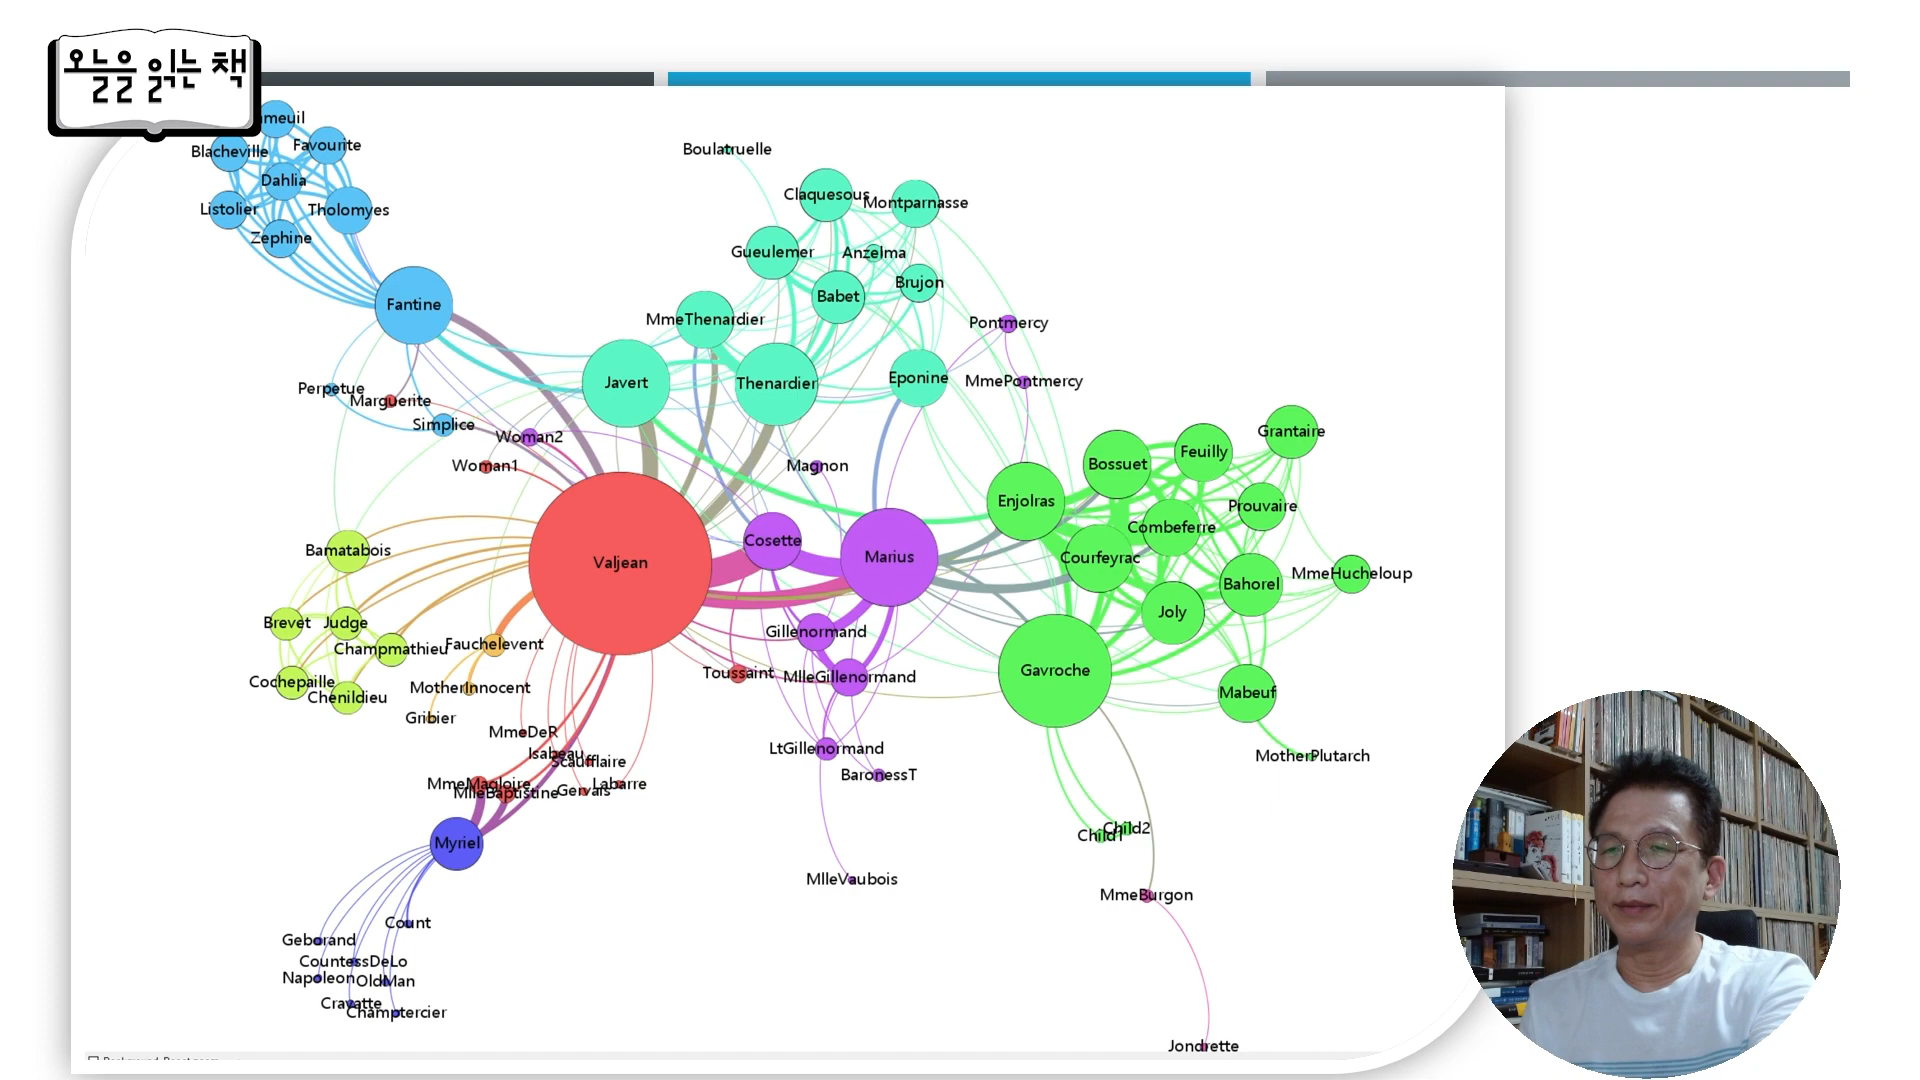 오늘을 읽는 책
meuil
Blacheville
Favourite
Dahlia
Listolier
Tholomyes
Zephine
Fantine
Boulatruelle
Claquesous
Montparnasse
Gueulemer
Anzelma
Babet
Brujon
MmeThenardier
Pontmercy
Javert
Thenardier
Eponine
MmePontmercy
Perpetue
Marguerite
Simplice
Woman2
Woman1
Magnon
Grantaire
Bossuet
Feuilly
Enjolras
Prouvaire
Combeferre
Valjean
Cosette
Marius
Courfeyrac
Bahorel
MmeHucheloup
Joly
Bamatabois
Brevet
Judge
Champmathieu
Fauchelevent
Cochepaille
Chenildieu
MotherInnocent
Gribier
Gillenormand
Toussaint
MlleGillenormand
Gavroche
Mabeuf
MmeDeR
Isabeau
Scaufflaire
MmeMagloire
MlleBaptistine
Gervais
Labarre
LtGillenormand
BaronessT
MotherPlutarch
Myriel
Child1
Child2
MlleVaubois
MmeBurgon
Count
Geborand
CountessDeLo
Napoleon
OldMan
Cravatte
Champtercier
Jondrette